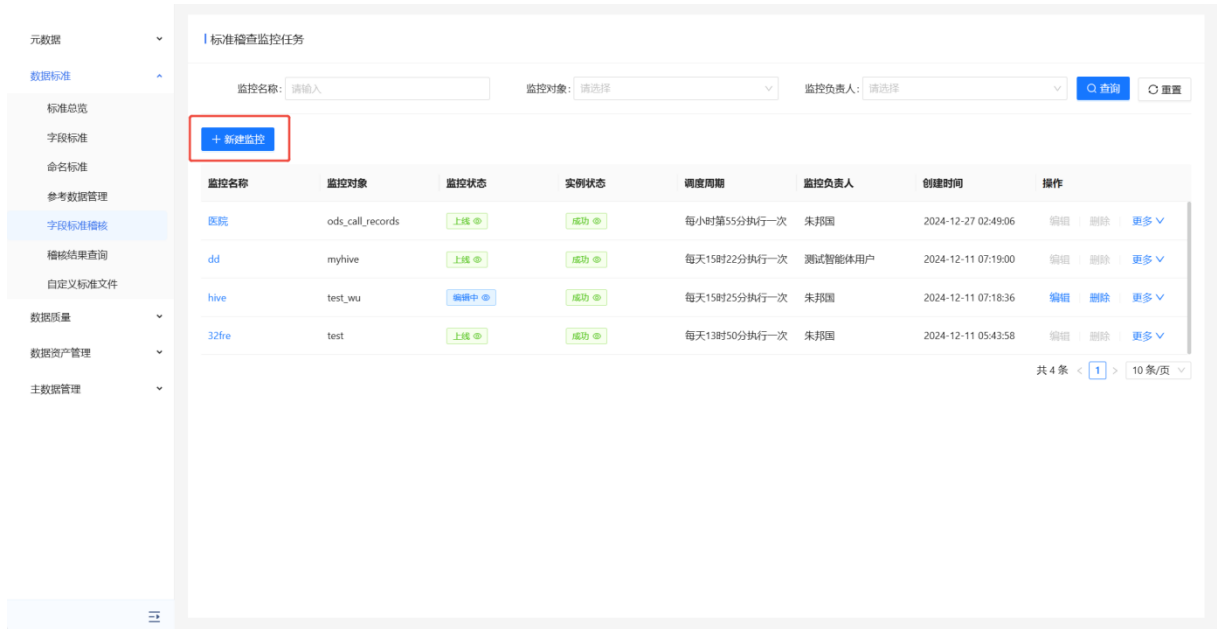 元数据
数据标准
标准总览
字段标准
命名标准
参考数据管理
字段标准稽核
稽核结果查询
自定义标准文件
数据质量
数据资产管理
主数据管理
标准稽查监控任务
监控名称: 请输入 监控对象: 请选择 监控负责人: 请选择 查询 重置
+ 新建监控
监控名称 监控对象 监控状态 实例状态 调度周期 监控负责人 创建时间 操作
医院 ods_call_records 上线 成功 每小时第55分执行一次 朱邦国 2024-12-27 02:49:06 编辑 删除 更多
dd myhive 上线 成功 每天15时22分执行一次 测试智能体用户 2024-12-11 07:19:00 编辑 删除 更多
hive test_wu 编辑中 成功 每天15时25分执行一次 朱邦国 2024-12-11 07:18:36 编辑 删除 更多
32fre test 上线 成功 每天13时50分执行一次 朱邦国 2024-12-11 05:43:58 编辑 删除 更多
共 4 条 < 1 > 10 条/页